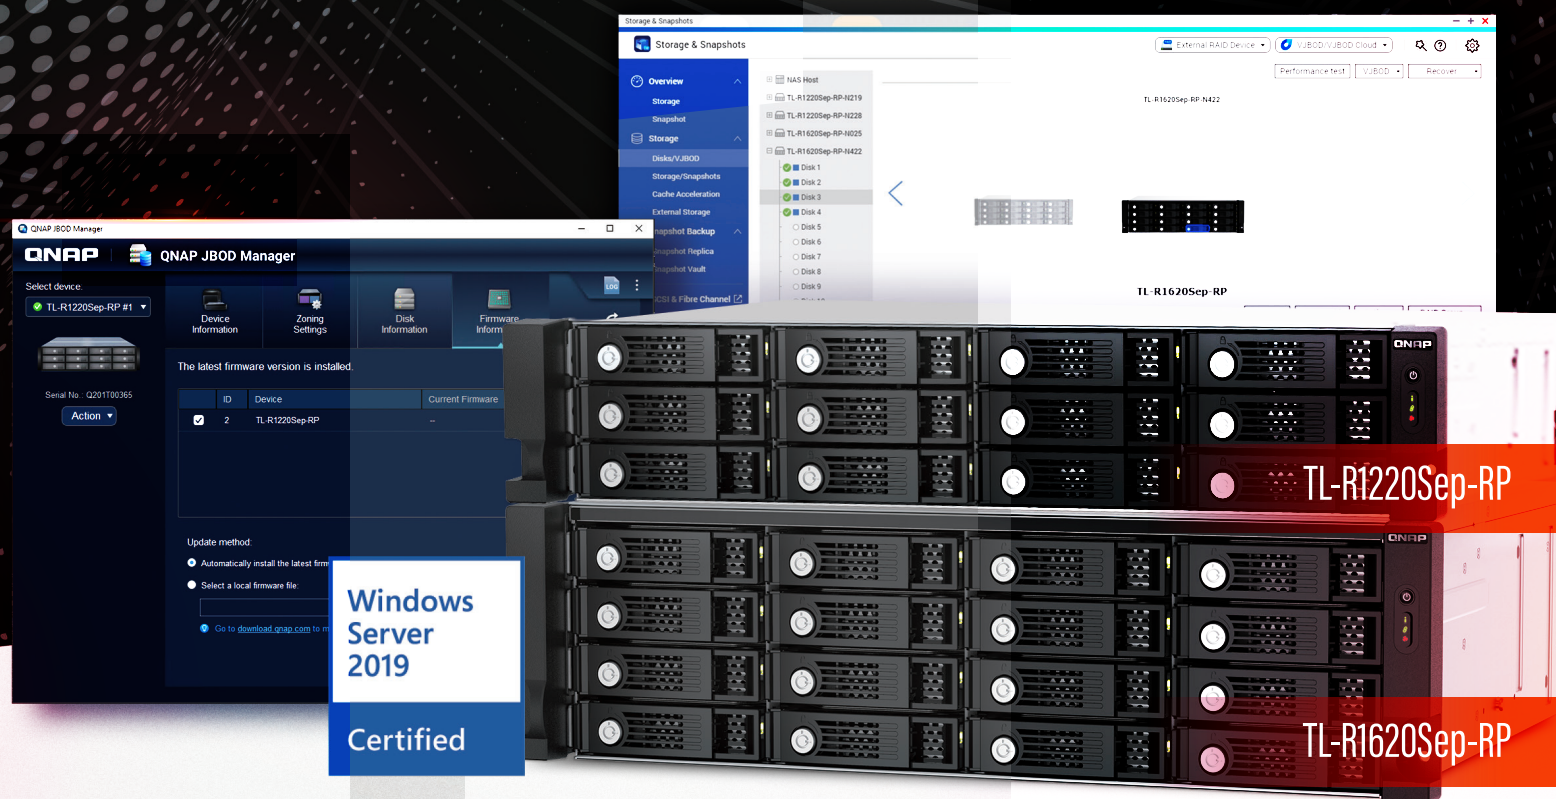 Storage & Snapshots
Storage & Snapshots
External RAID Device
VJBOD/VJBOD Cloud
Performance test
VJBOD
Recover
Overview
Storage
Snapshot
Storage
Disks/VJBOD
Storage/Snapshots
Cache Acceleration
External Storage
napshot Backup
napshot Replica
napshot Vault
CSI & Fibre Channel
NAS Host
TL-R1220Sep-RP-N219
TL-R1220Sep-RP-N228
TL-R1620Sep-RP-N025
TL-R1620Sep-RP-N422
Disk 1
Disk 2
Disk 3
Disk 4
Disk 5
Disk 6
Disk 7
Disk 8
Disk 9
TL-R1620Sep-RP-N422
TL-R1620Sep-RP
QNAP JBOD Manager
QNAP
QNAP JBOD Manager
LOG
Select device:
TL-R1220Sep-RP #1
Serial No.: Q201T00365
Action
Device
Information
Zoning
Settings
Disk
Information
Firmware
Inform
The latest firmware version is installed.
ID Device Current Firmware
2 TL-R1220Sep-RP --
Update method:
Automatically install the latest firm
Select a local firmware file:
Go to download.qnap.com to m
Windows
Server
2019
Certified
QNAP
TL-R1220Sep-RP
QNAP
TL-R1620Sep-RP